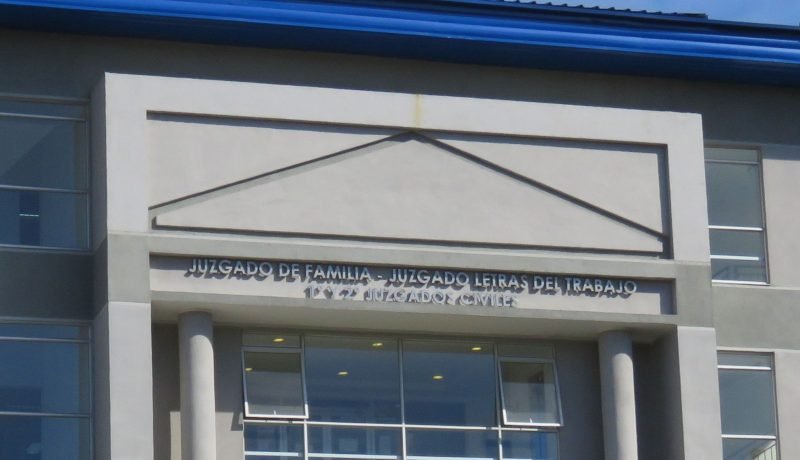 JUZGADO DE FAMILIA - JUZGADO LETRAS DEL TRABAJO
1° Y 2° JUZGADOS CIVILES